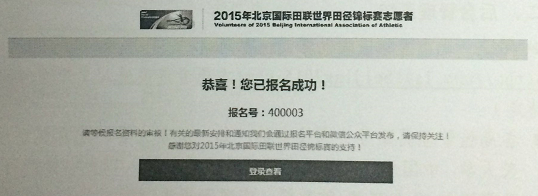 2015年北京国际田联世界田径锦标赛志愿者
Volunteers of 2015 Beijing International Association of Athletic
恭喜！您已报名成功！
报名号：400003
请等候报名资料的审核！有关的最新安排和通知我们会通过报名平台和微信公众平台发布，请保持关注！
感谢您对2015年北京国际田联世界田径锦标赛的支持！
登录查看